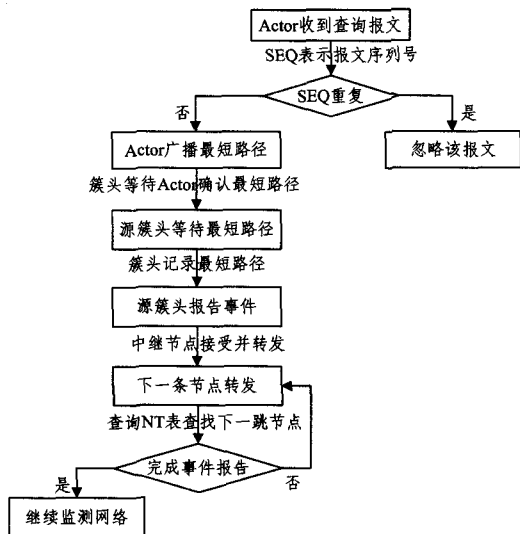 Actor收到查询报文
SEQ表示报文序列号
SEQ重复
否
是
Actor广播最短路径
忽略该报文
簇头等待Actor确认最短路径
源簇头等待最短路径
簇头记录最短路径
源簇头报告事件
中继节点接受并转发
下一条节点转发
查询NT表查找下一跳节点
完成事件报告
是
否
继续监测网络